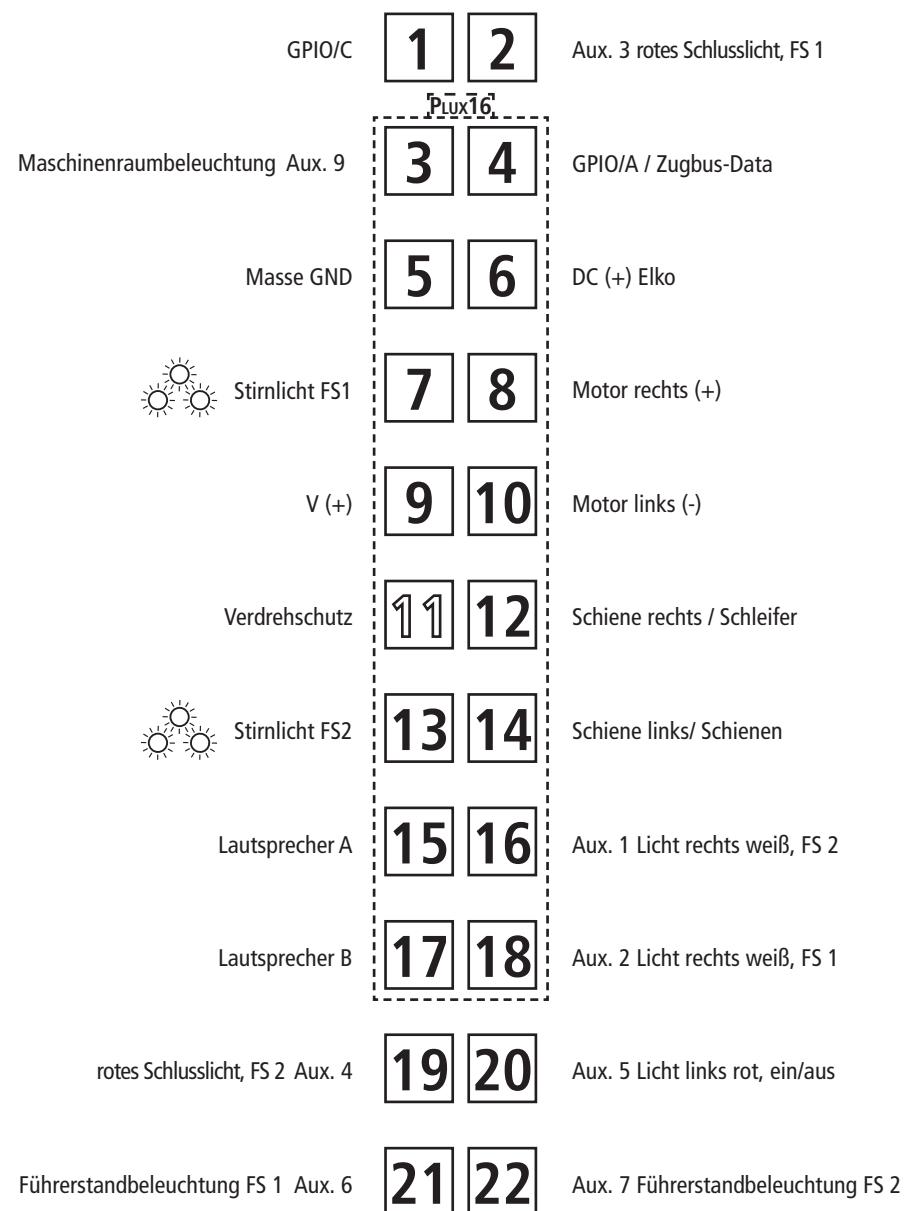 GPIO/C 1 2 Aux. 3 rotes Schlusslicht, FS 1
PLUX16
Maschinenraumbeleuchtung Aux. 9 3 4 GPIO/A / Zugbus-Data
Masse GND 5 6 DC (+) Elko
Stirnlicht FS1 7 8 Motor rechts (+)
V (+) 9 10 Motor links (-)
Verdrehschutz 11 12 Schiene rechts / Schleifer
Stirnlicht FS2 13 14 Schiene links/ Schienen
Lautsprecher A 15 16 Aux. 1 Licht rechts weiß, FS 2
Lautsprecher B 17 18 Aux. 2 Licht rechts weiß, FS 1
rotes Schlusslicht, FS 2 Aux. 4 19 20 Aux. 5 Licht links rot, ein/aus
Führerstandbeleuchtung FS 1 Aux. 6 21 22 Aux. 7 Führerstandbeleuchtung FS 2